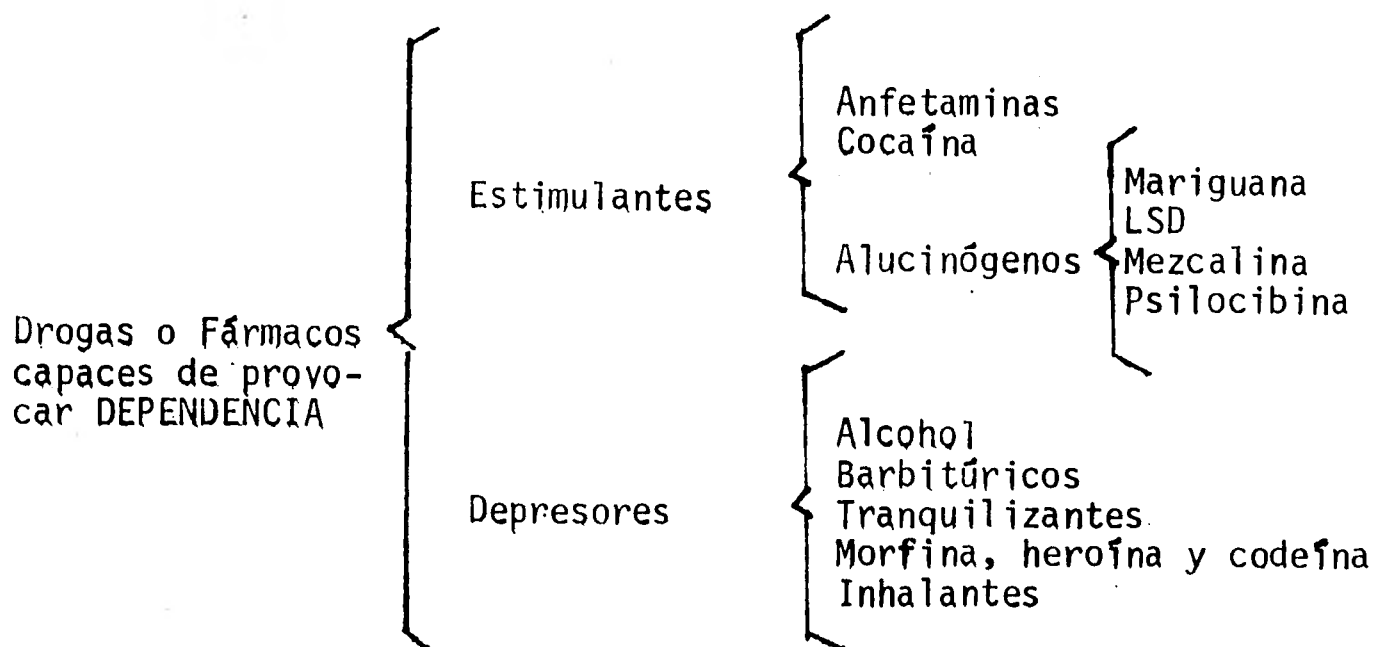 Drogas o Fármacos
capaces de provo-
car DEPENDENCIA
Estimulantes
Anfetaminas
Cocaína
Alucinógenos
Mariguana
LSD
Mezcalina
Psilocibina
Depresores
Alcohol
Barbitúricos
Tranquilizantes
Morfina, heroína y codeína
Inhalantes